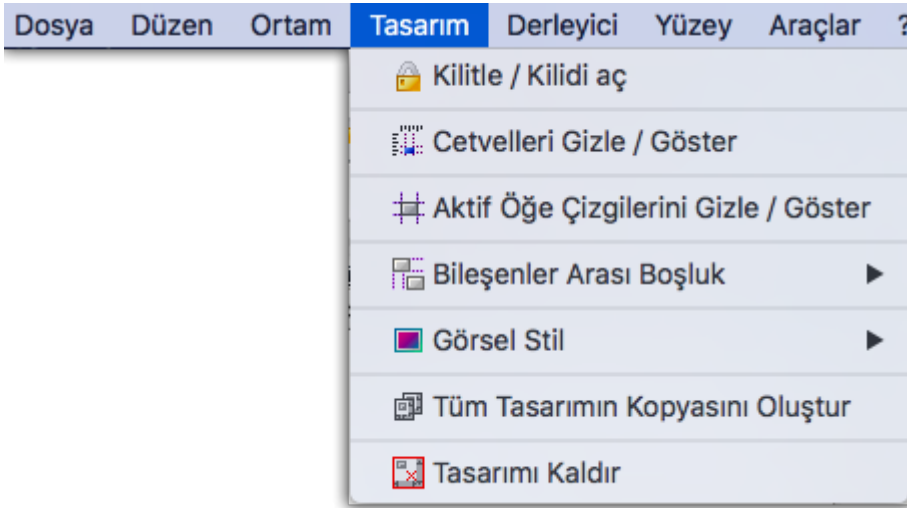 Dosya Düzen Ortam Tasarım Derleyici Yüzey Araçlar ?
Kilitle / Kilidi aç
Cetvelleri Gizle / Göster
Aktif Öğe Çizgilerini Gizle / Göster
Bileşenler Arası Boşluk
Görsel Stil
Tüm Tasarımın Kopyasını Oluştur
Tasarımı Kaldır